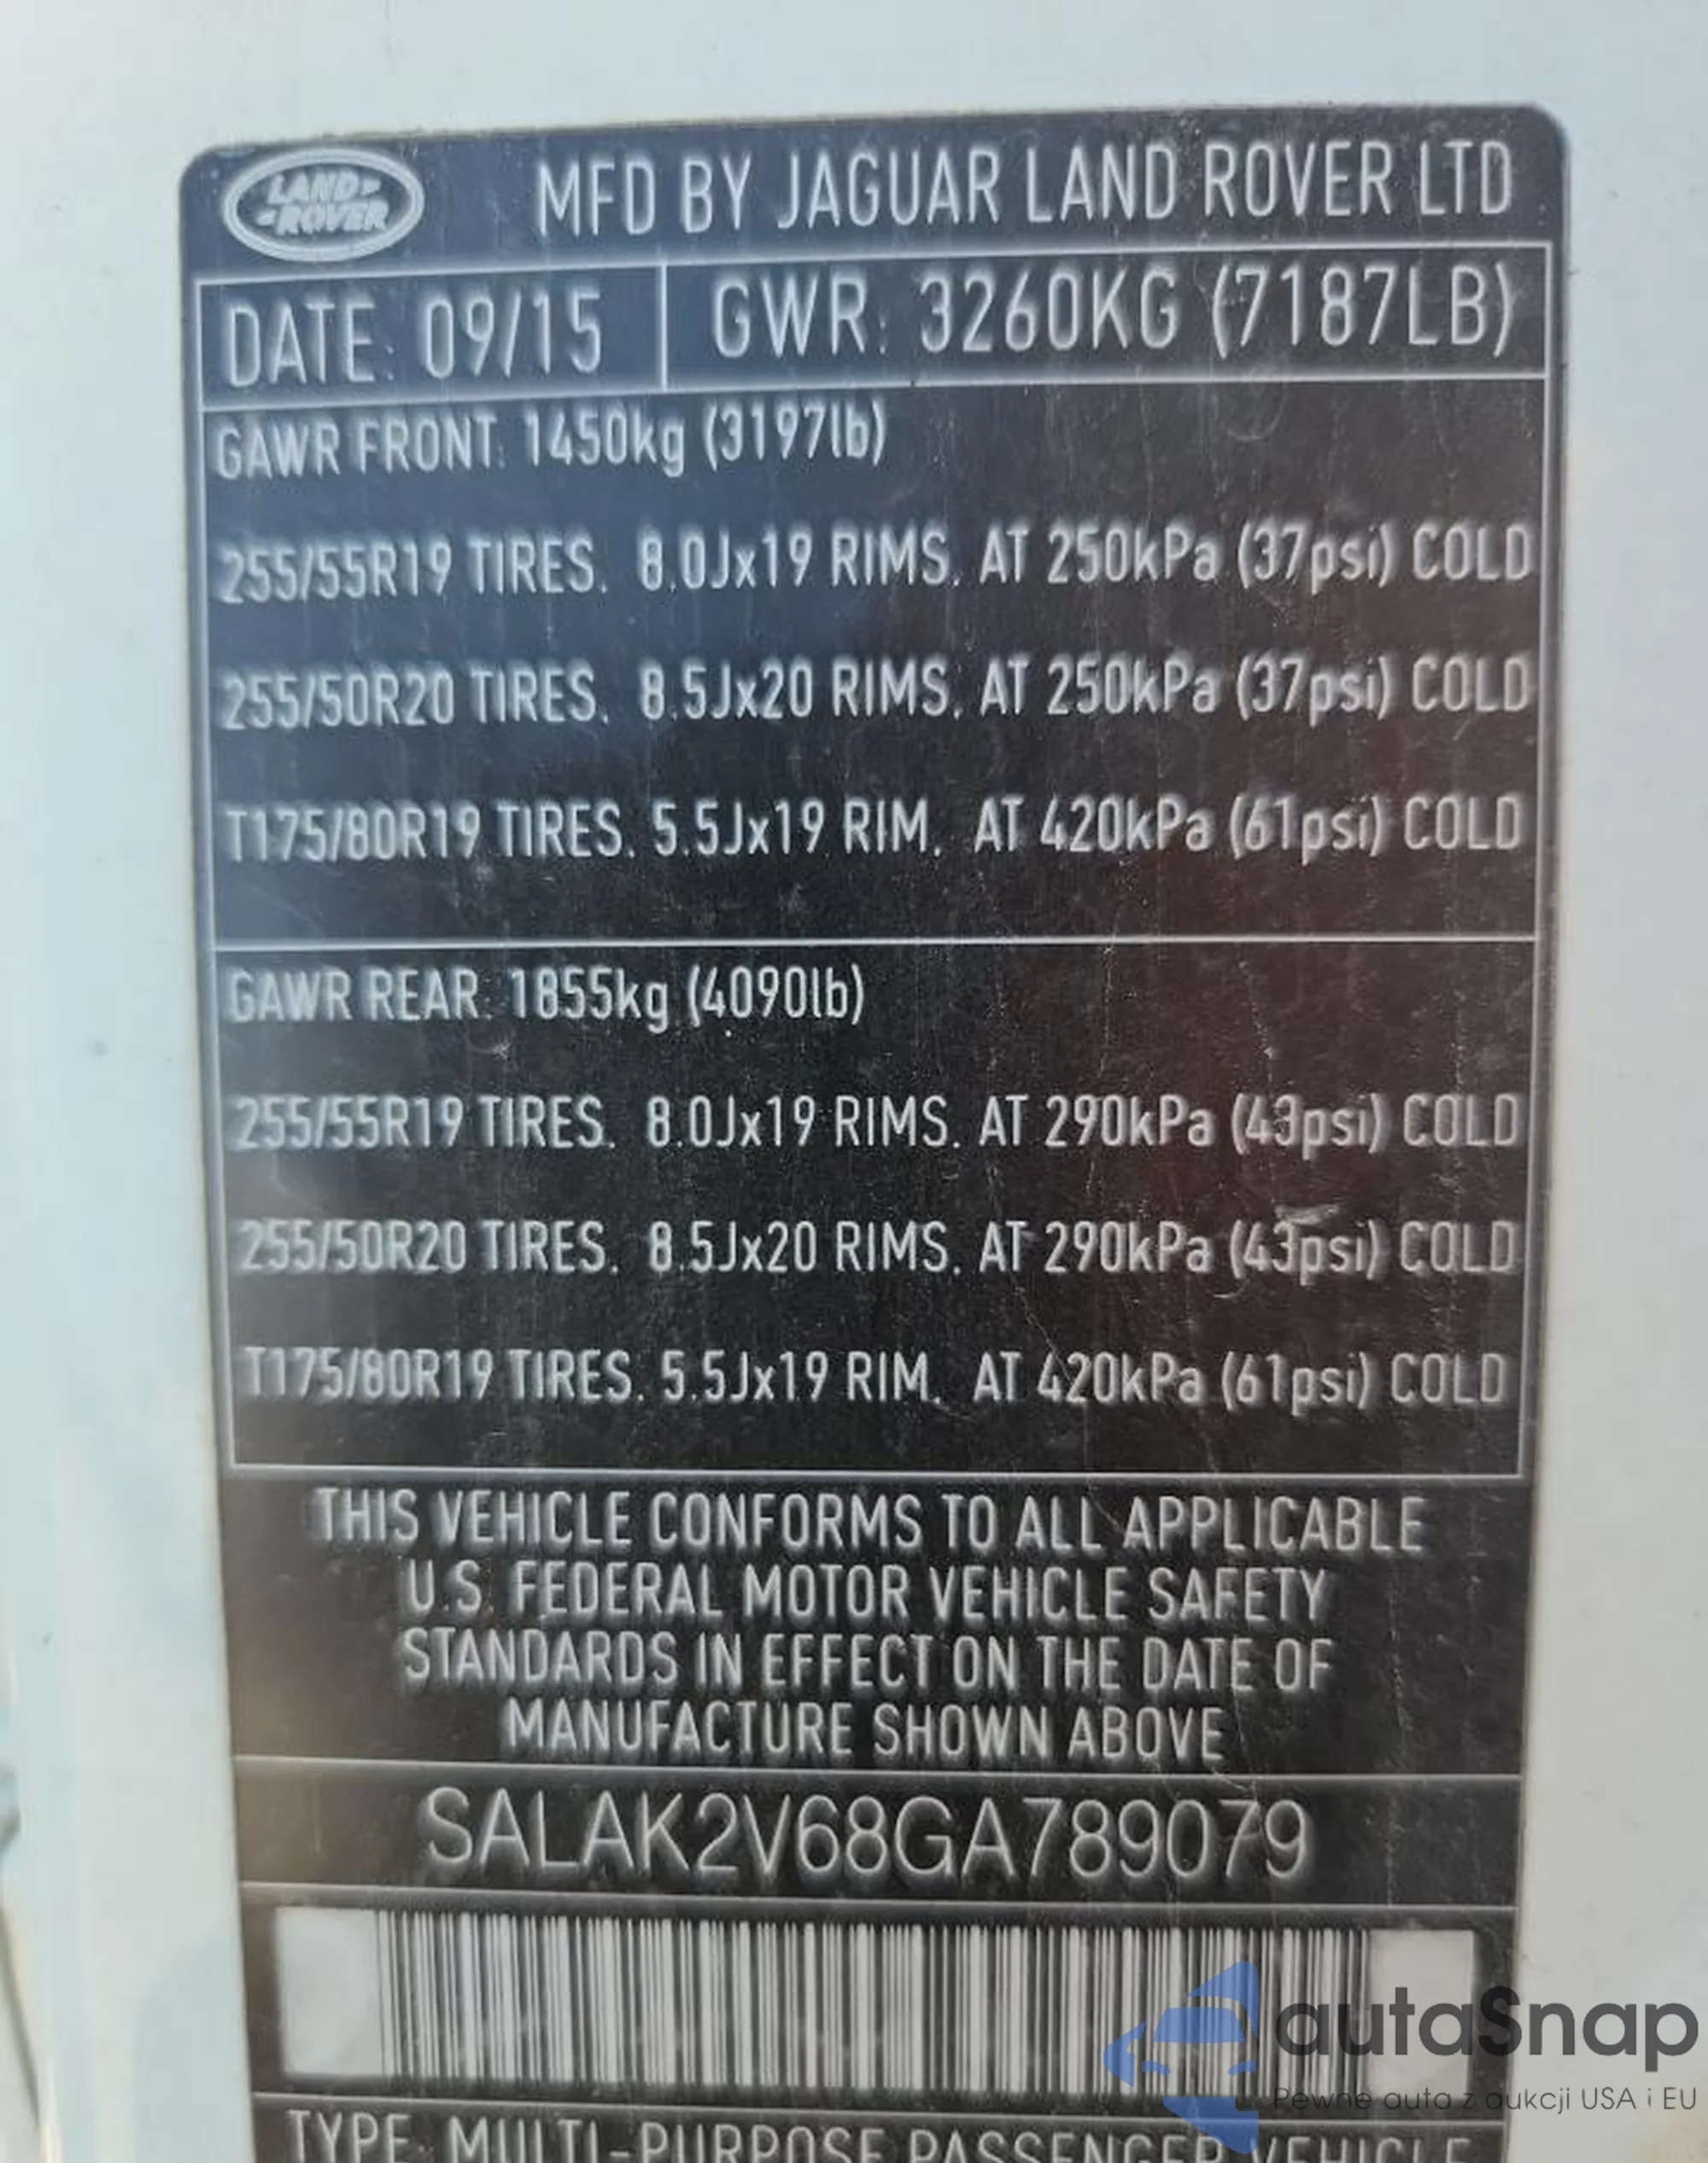 LAND ROVER
MFD BY JAGUAR LAND ROVER LTD
DATE: 09/15
GWR: 3260KG (7187LB)
GAWR FRONT: 1450kg (3197lb)
255/55R19 TIRES. 8.0Jx19 RIMS. AT 250kPa (37psi) COLD
255/50R20 TIRES. 8.5Jx20 RIMS. AT 250kPa (37psi) COLD
T175/80R19 TIRES. 5.5Jx19 RIM. AT 420kPa (61psi) COLD
GAWR REAR: 1855kg (4090lb)
255/55R19 TIRES. 8.0Jx19 RIMS. AT 290kPa (43psi) COLD
255/50R20 TIRES. 8.5Jx20 RIMS. AT 290kPa (43psi) COLD
T175/80R19 TIRES. 5.5Jx19 RIM. AT 420kPa (61psi) COLD
THIS VEHICLE CONFORMS TO ALL APPLICABLE
U.S. FEDERAL MOTOR VEHICLE SAFETY
STANDARDS IN EFFECT ON THE DATE OF
MANUFACTURE SHOWN ABOVE
SALAK2V68GA789079
autaSnap
Pewne auta z aukcji USA i EU
TYPE: MULTI-PURPOSE PASSENGER VEHICLE